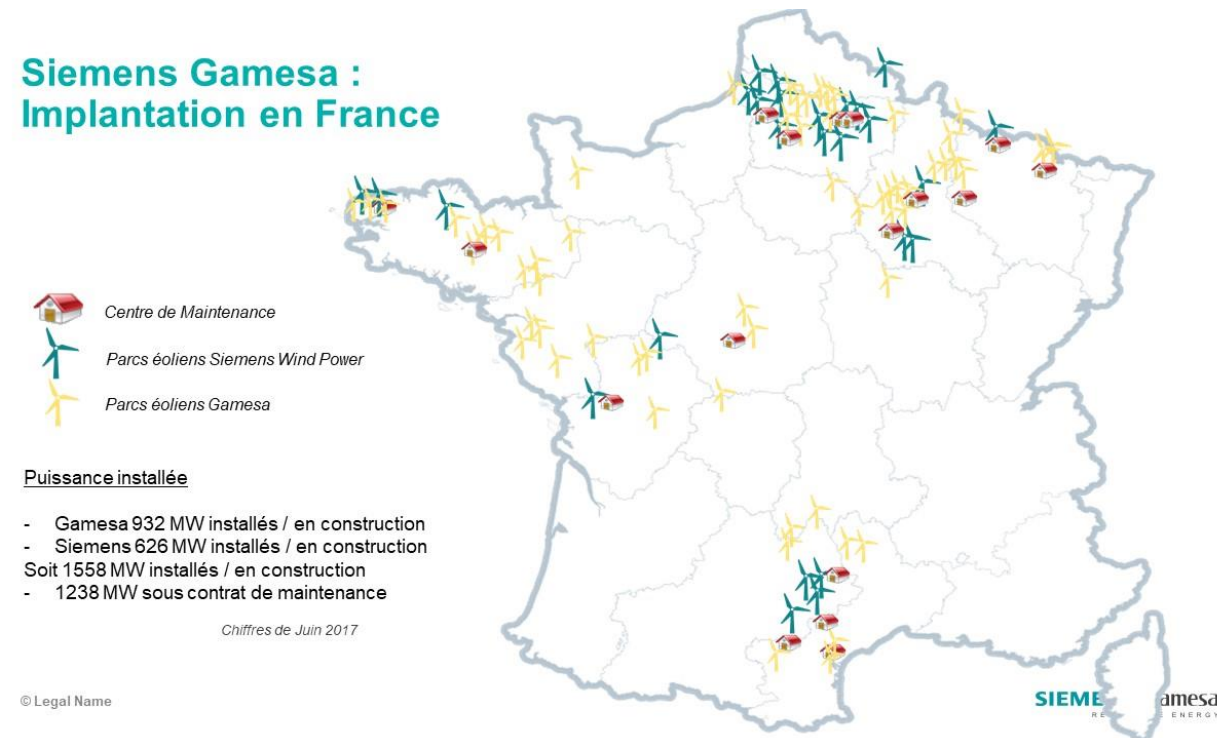 Siemens Gamesa :
Implantation en France
Centre de Maintenance
Parcs éoliens Siemens Wind Power
Parcs éoliens Gamesa
Puissance installée
- Gamesa 932 MW installés / en construction
- Siemens 626 MW installés / en construction
Soit 1558 MW installés / en construction
- 1238 MW sous contrat de maintenance
Chiffres de Juin 2017
© Legal Name
SIEME amesa
RE E ENERGY